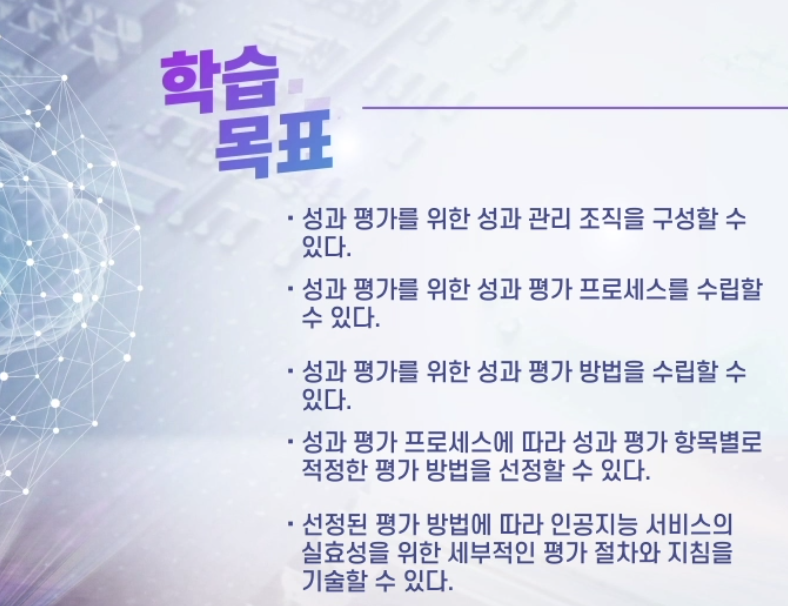 학습
목표
· 성과 평가를 위한 성과 관리 조직을 구성할 수
있다.
· 성과 평가를 위한 성과 평가 프로세스를 수립할
수 있다.
· 성과 평가를 위한 성과 평가 방법을 수립할 수
있다.
· 성과 평가 프로세스에 따라 성과 평가 항목별로
적정한 평가 방법을 선정할 수 있다.
· 선정된 평가 방법에 따라 인공지능 서비스의
실효성을 위한 세부적인 평가 절차와 지침을
기술할 수 있다.